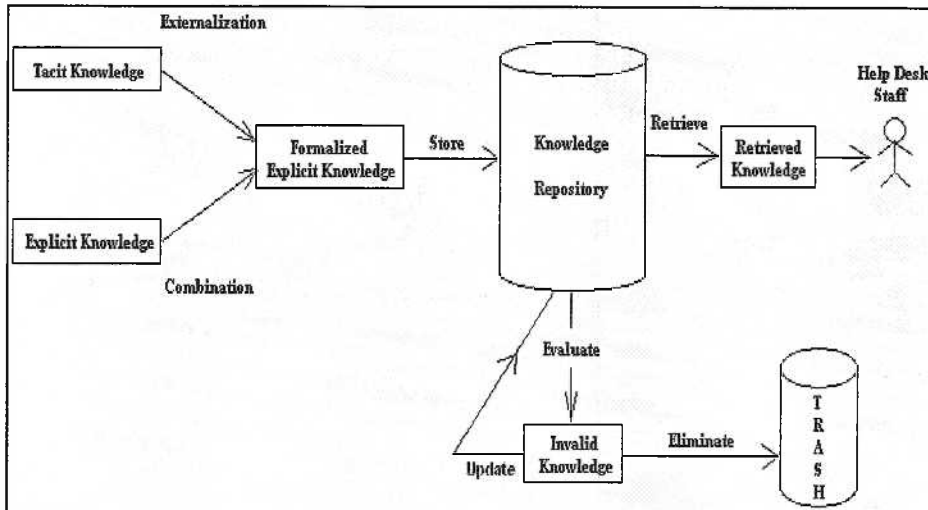 Externalization
Tacit Knowledge
Formalized
Explicit Knowledge
Explicit Knowledge
Combination
Store
Knowledge
Repository
Retrieve
Retrieved
Knowledge
Help Desk
Staff
Evaluate
Update
Invalid
Knowledge
Eliminate
T
R
A
S
H